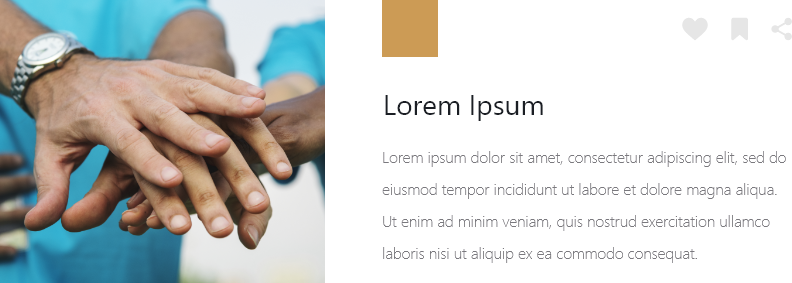 Lorem Ipsum
Lorem ipsum dolor sit amet, consectetur adipiscing elit, sed do
eiusmod tempor incididunt ut labore et dolore magna aliqua.
Ut enim ad minim veniam, quis nostrud exercitation ullamco
laboris nisi ut aliquip ex ea commodo consequat.